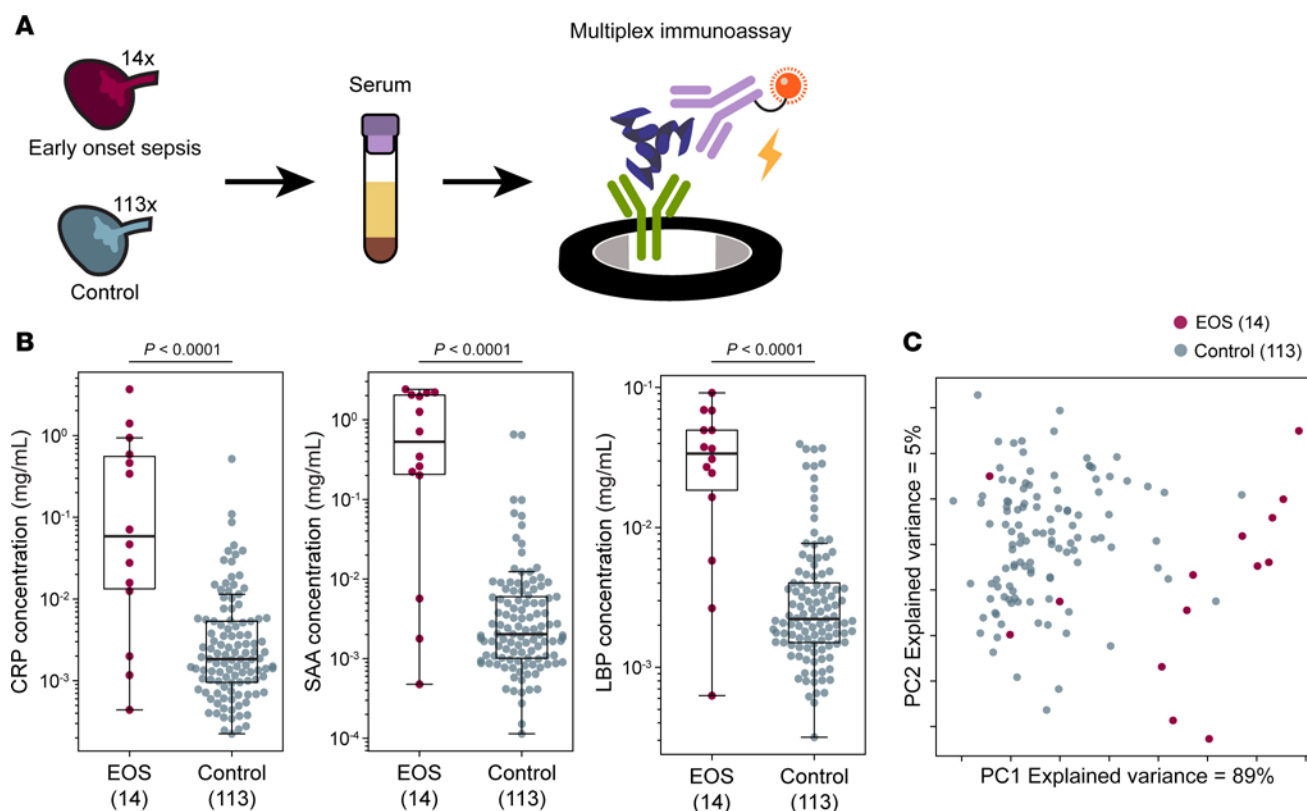 A
14x
Early onset sepsis
113x
Control
Serum
Multiplex immunoassay
B
P < 0.0001
CRP concentration (mg/mL)
10⁰
10⁻¹
10⁻²
10⁻³
EOS
(14)
Control
(113)
P < 0.0001
SAA concentration (mg/mL)
10⁰
10⁻¹
10⁻²
10⁻³
10⁻⁴
EOS
(14)
Control
(113)
P < 0.0001
LBP concentration (mg/mL)
10⁻¹
10⁻²
10⁻³
EOS
(14)
Control
(113)
C
EOS (14)
Control (113)
PC2 Explained variance = 5%
PC1 Explained variance = 89%